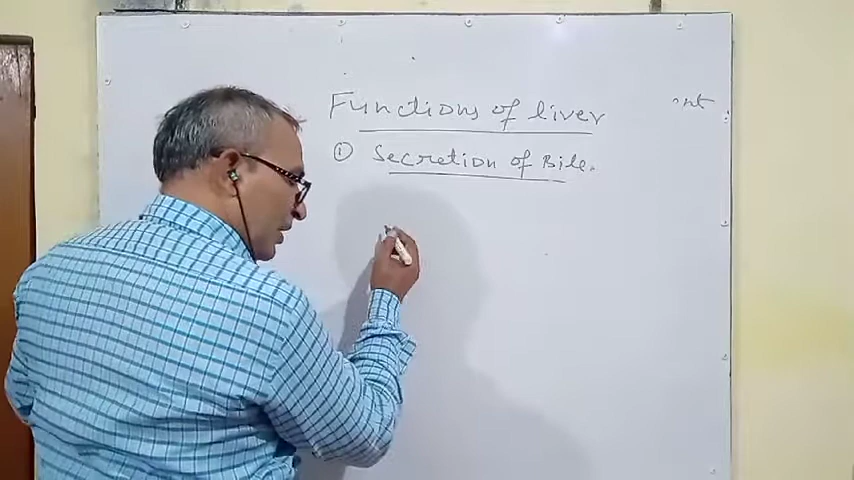 Functions of liver
① Secretion of Bile.